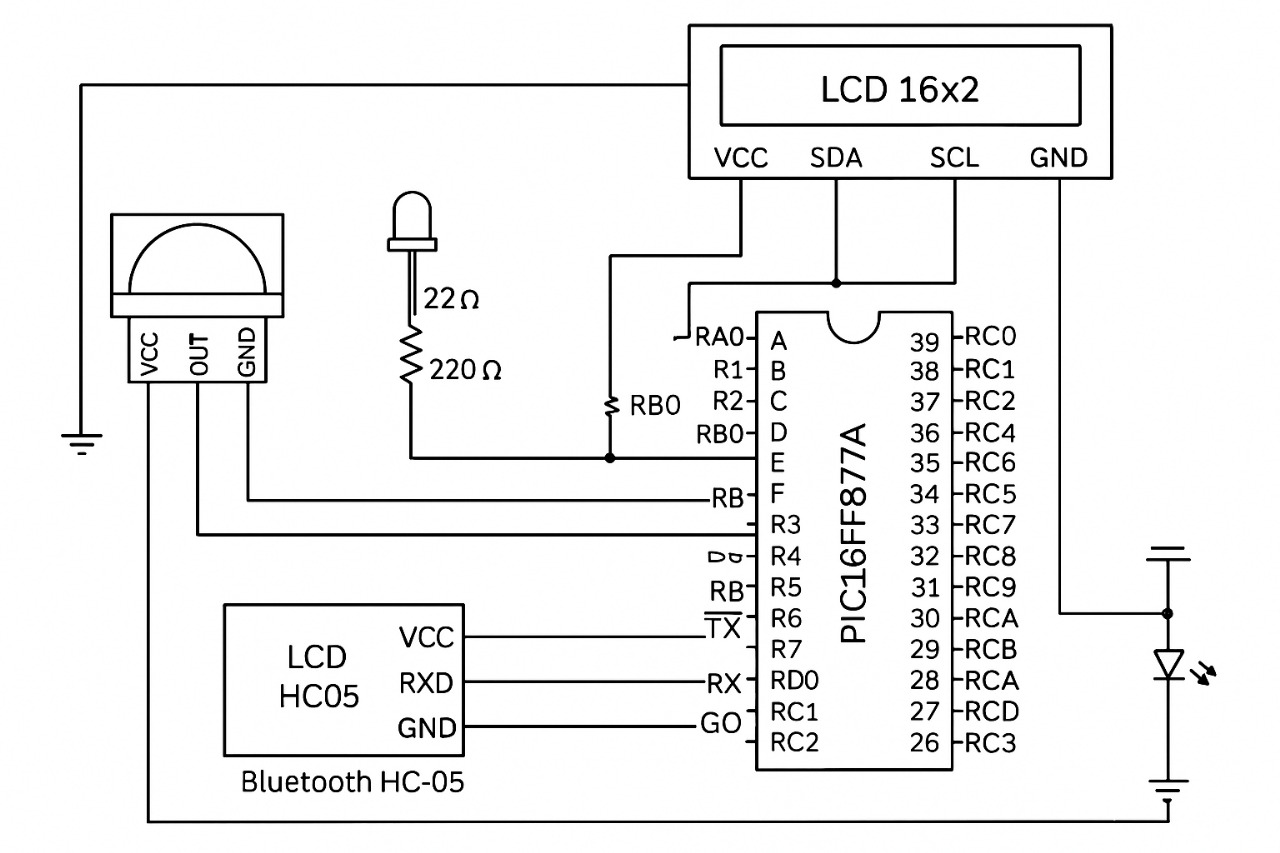 LCD 16x2
VCC SDA SCL GND
VCC OUT GND
22Ω
220Ω
RB0
RA0 A 39 RC0
R1 B 38 RC1
R2 C 37 RC2
RB0 D 36 RC4
E 35 RC6
RB F 34 RC5
R3 33 RC7
R4 32 RC8
RB R5 31 RC9
TX R6 30 RCA
R7 29 RCB
RX RD0 28 RCA
GO RC1 27 RCD
RC2 26 RC3
PIC16FF877A
LCD
HC05
VCC
RXD
GND
Bluetooth HC-05